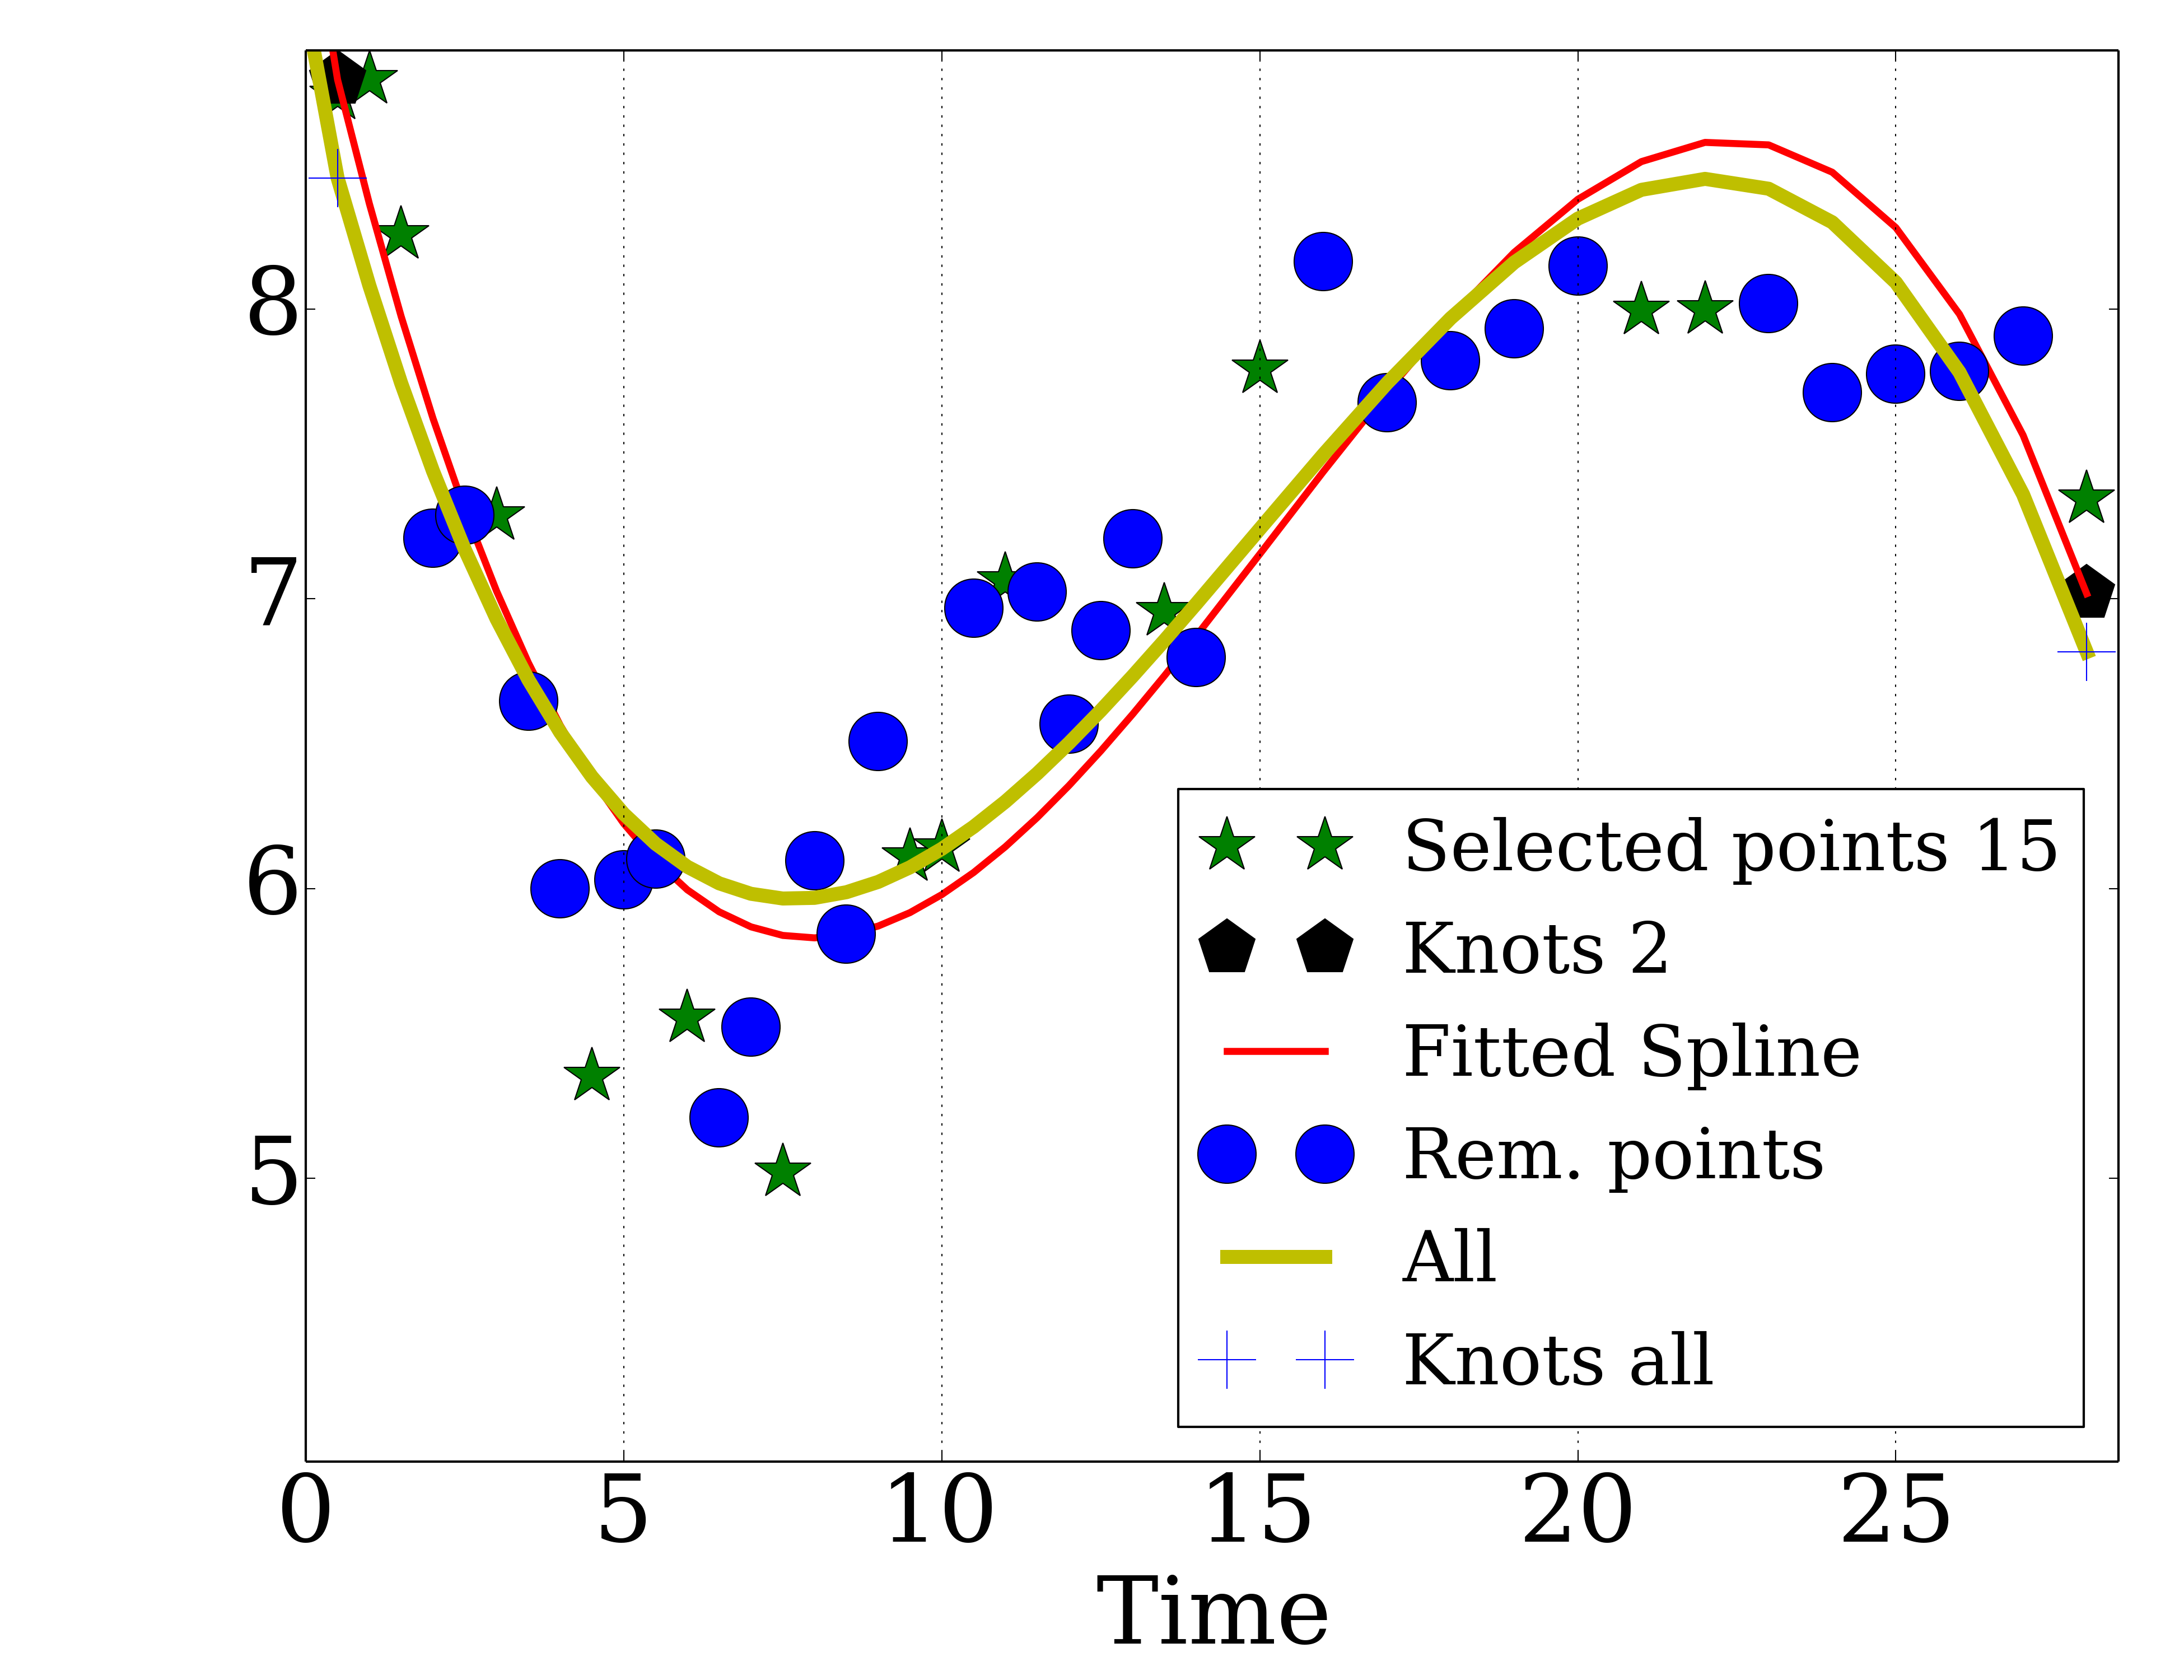 8
7
6
5
0 5 10 15 20 25
Time
Selected points 15
Knots 2
Fitted Spline
Rem. points
All
Knots all